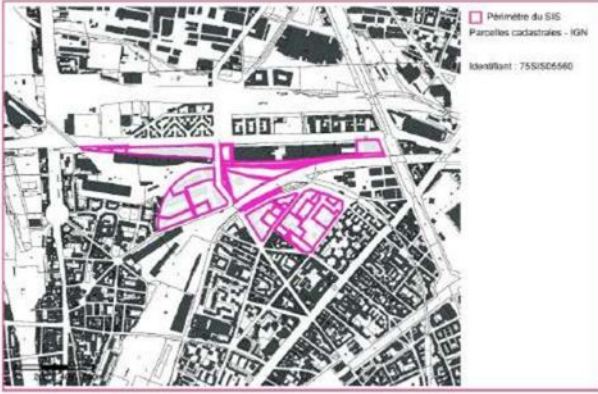 Périmètre du SIS
Parcelles cadastrales - IGN
Identifiant : 75SIS05560